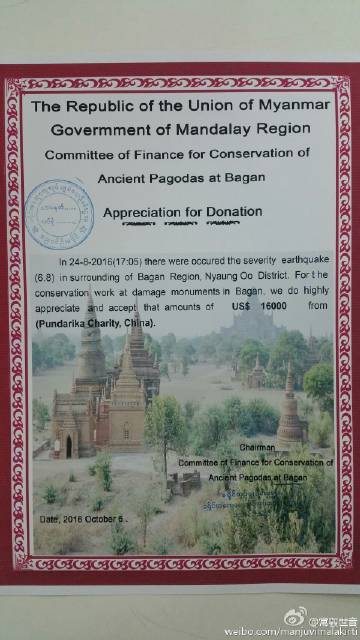 The Republic of the Union of Myanmar
Goverment of Mandalay Region
Committee of Finance for Conservation of
Ancient Pagodas at Bagan
Appreciation for Donation
In 24-8-2016(17:05) there were occured the severity earthquake
(6.8) in surrounding of Bagan Region, Nyaung Oo District. For the
conservation work at damage monuments in Bagan, we do highly
appreciate and accept that amounts of US$ 16000 from
(Pundarika Charity, China).
Chairman
Committee of Finance for Conservation of
Ancient Pagodas at Bagan
Date, 2016 October 6..
weibo.com/manjuvimalakirti